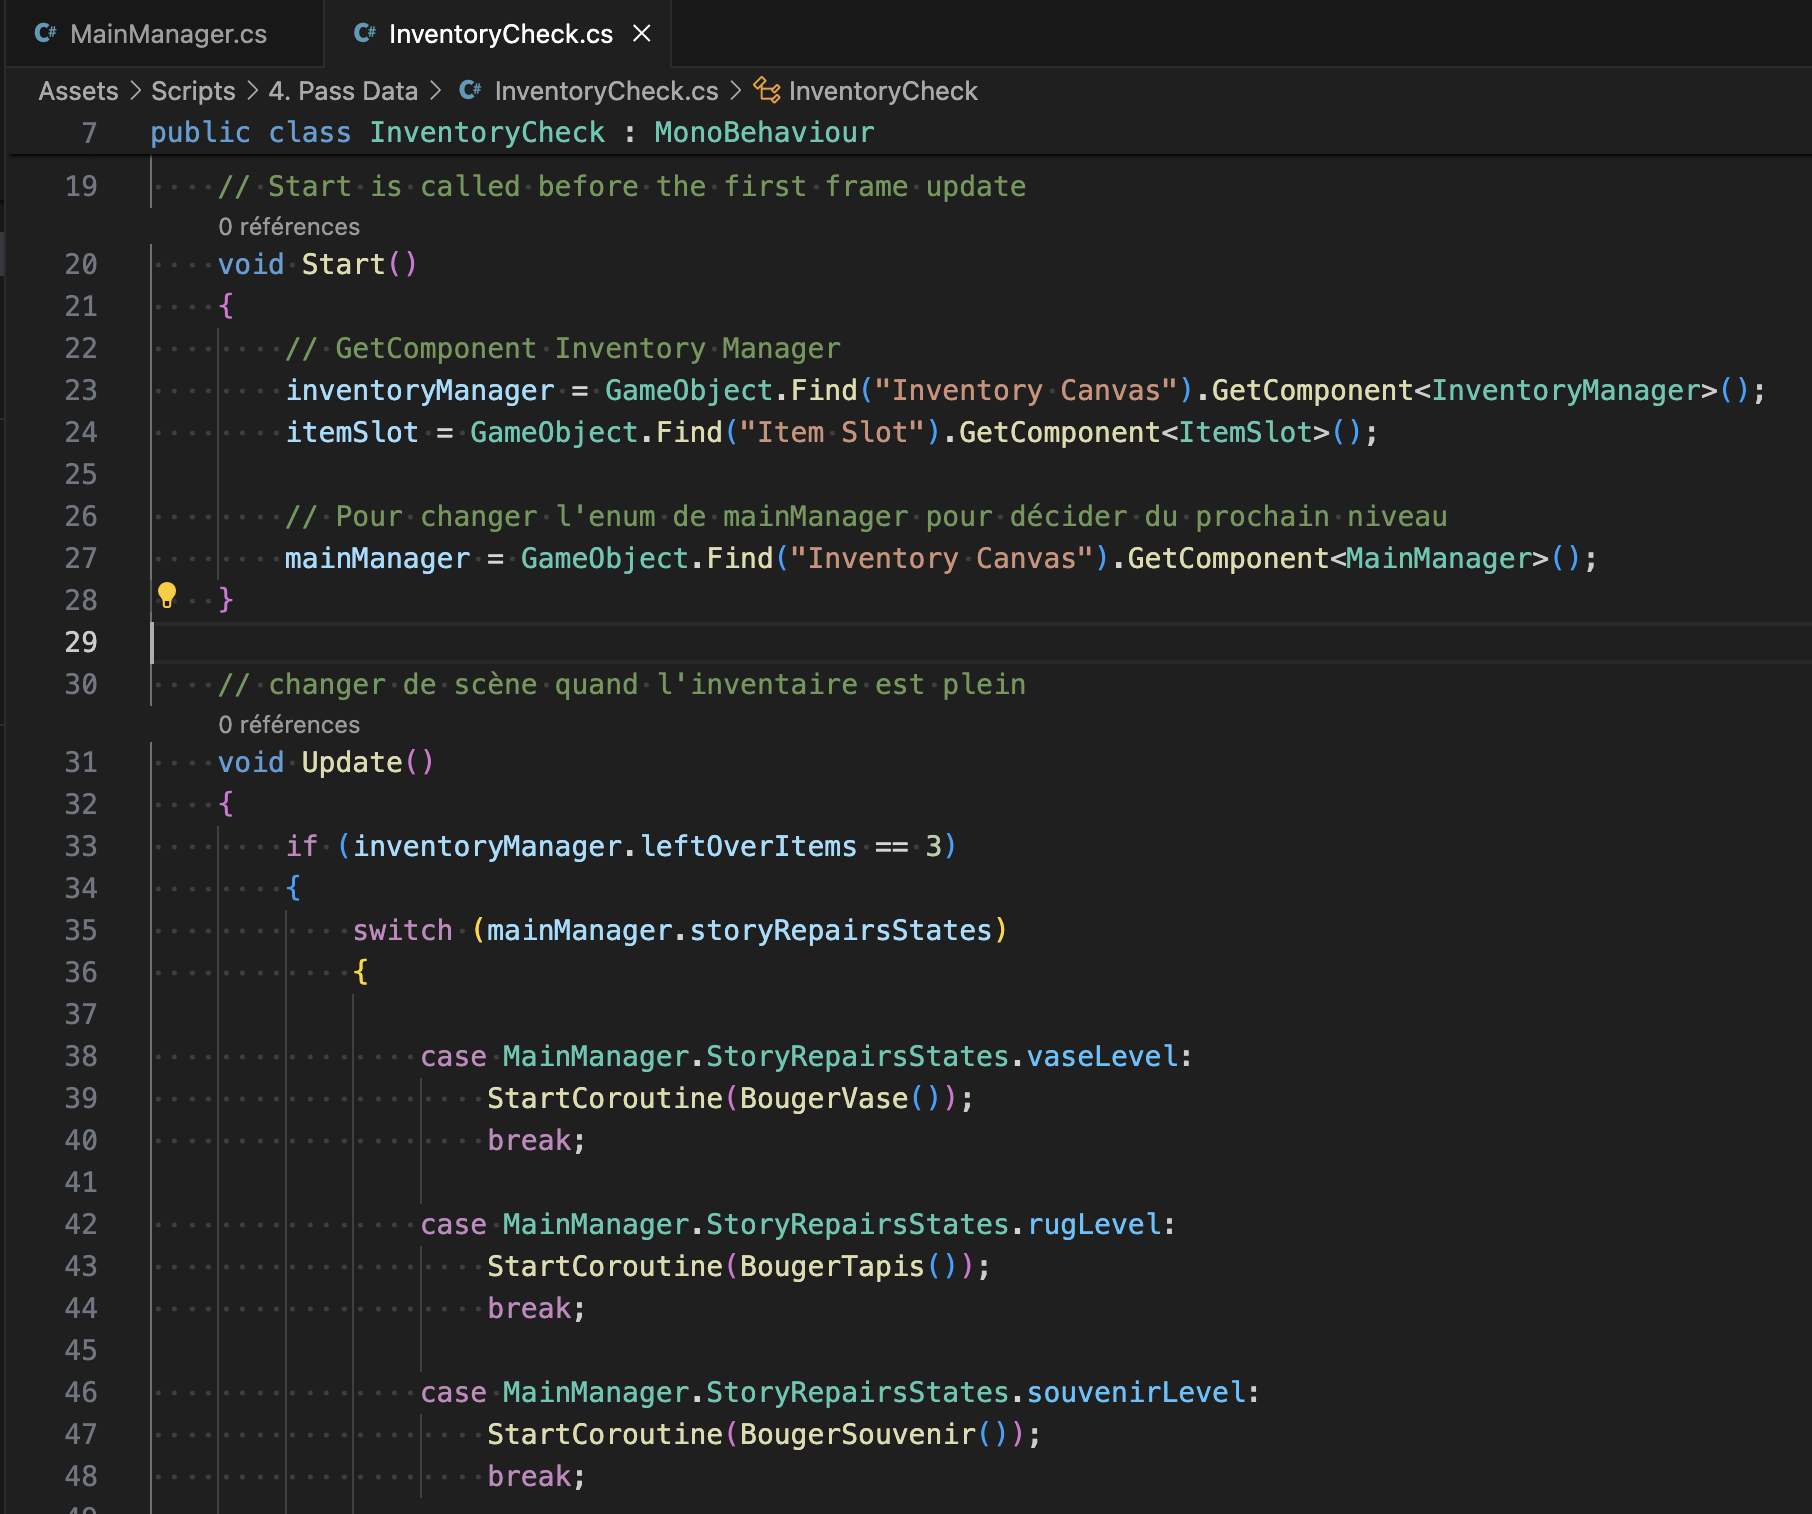 C# MainManager.cs C# InventoryCheck.cs ×
Assets > Scripts > 4. Pass Data > C# InventoryCheck.cs > InventoryCheck
7 public class InventoryCheck : MonoBehaviour
19 // Start is called before the first frame update
0 références
20 void Start()
21 {
22 // GetComponent Inventory Manager
23 inventoryManager = GameObject.Find("Inventory Canvas").GetComponent<InventoryManager>();
24 itemSlot = GameObject.Find("Item Slot").GetComponent<ItemSlot>();
25
26 // Pour changer l'enum de mainManager pour décider du prochain niveau
27 mainManager = GameObject.Find("Inventory Canvas").GetComponent<MainManager>();
28 }
29
30 // changer de scène quand l'inventaire est plein
0 références
31 void Update()
32 {
33 if (inventoryManager.leftOverItems == 3)
34 {
35 switch (mainManager.storyRepairsStates)
36 {
37
38 case MainManager.StoryRepairsStates.vaseLevel:
39 StartCoroutine(BougerVase());
40 break;
41
42 case MainManager.StoryRepairsStates.rugLevel:
43 StartCoroutine(BougerTapis());
44 break;
45
46 case MainManager.StoryRepairsStates.souvenirLevel:
47 StartCoroutine(BougerSouvenir());
48 break;
49